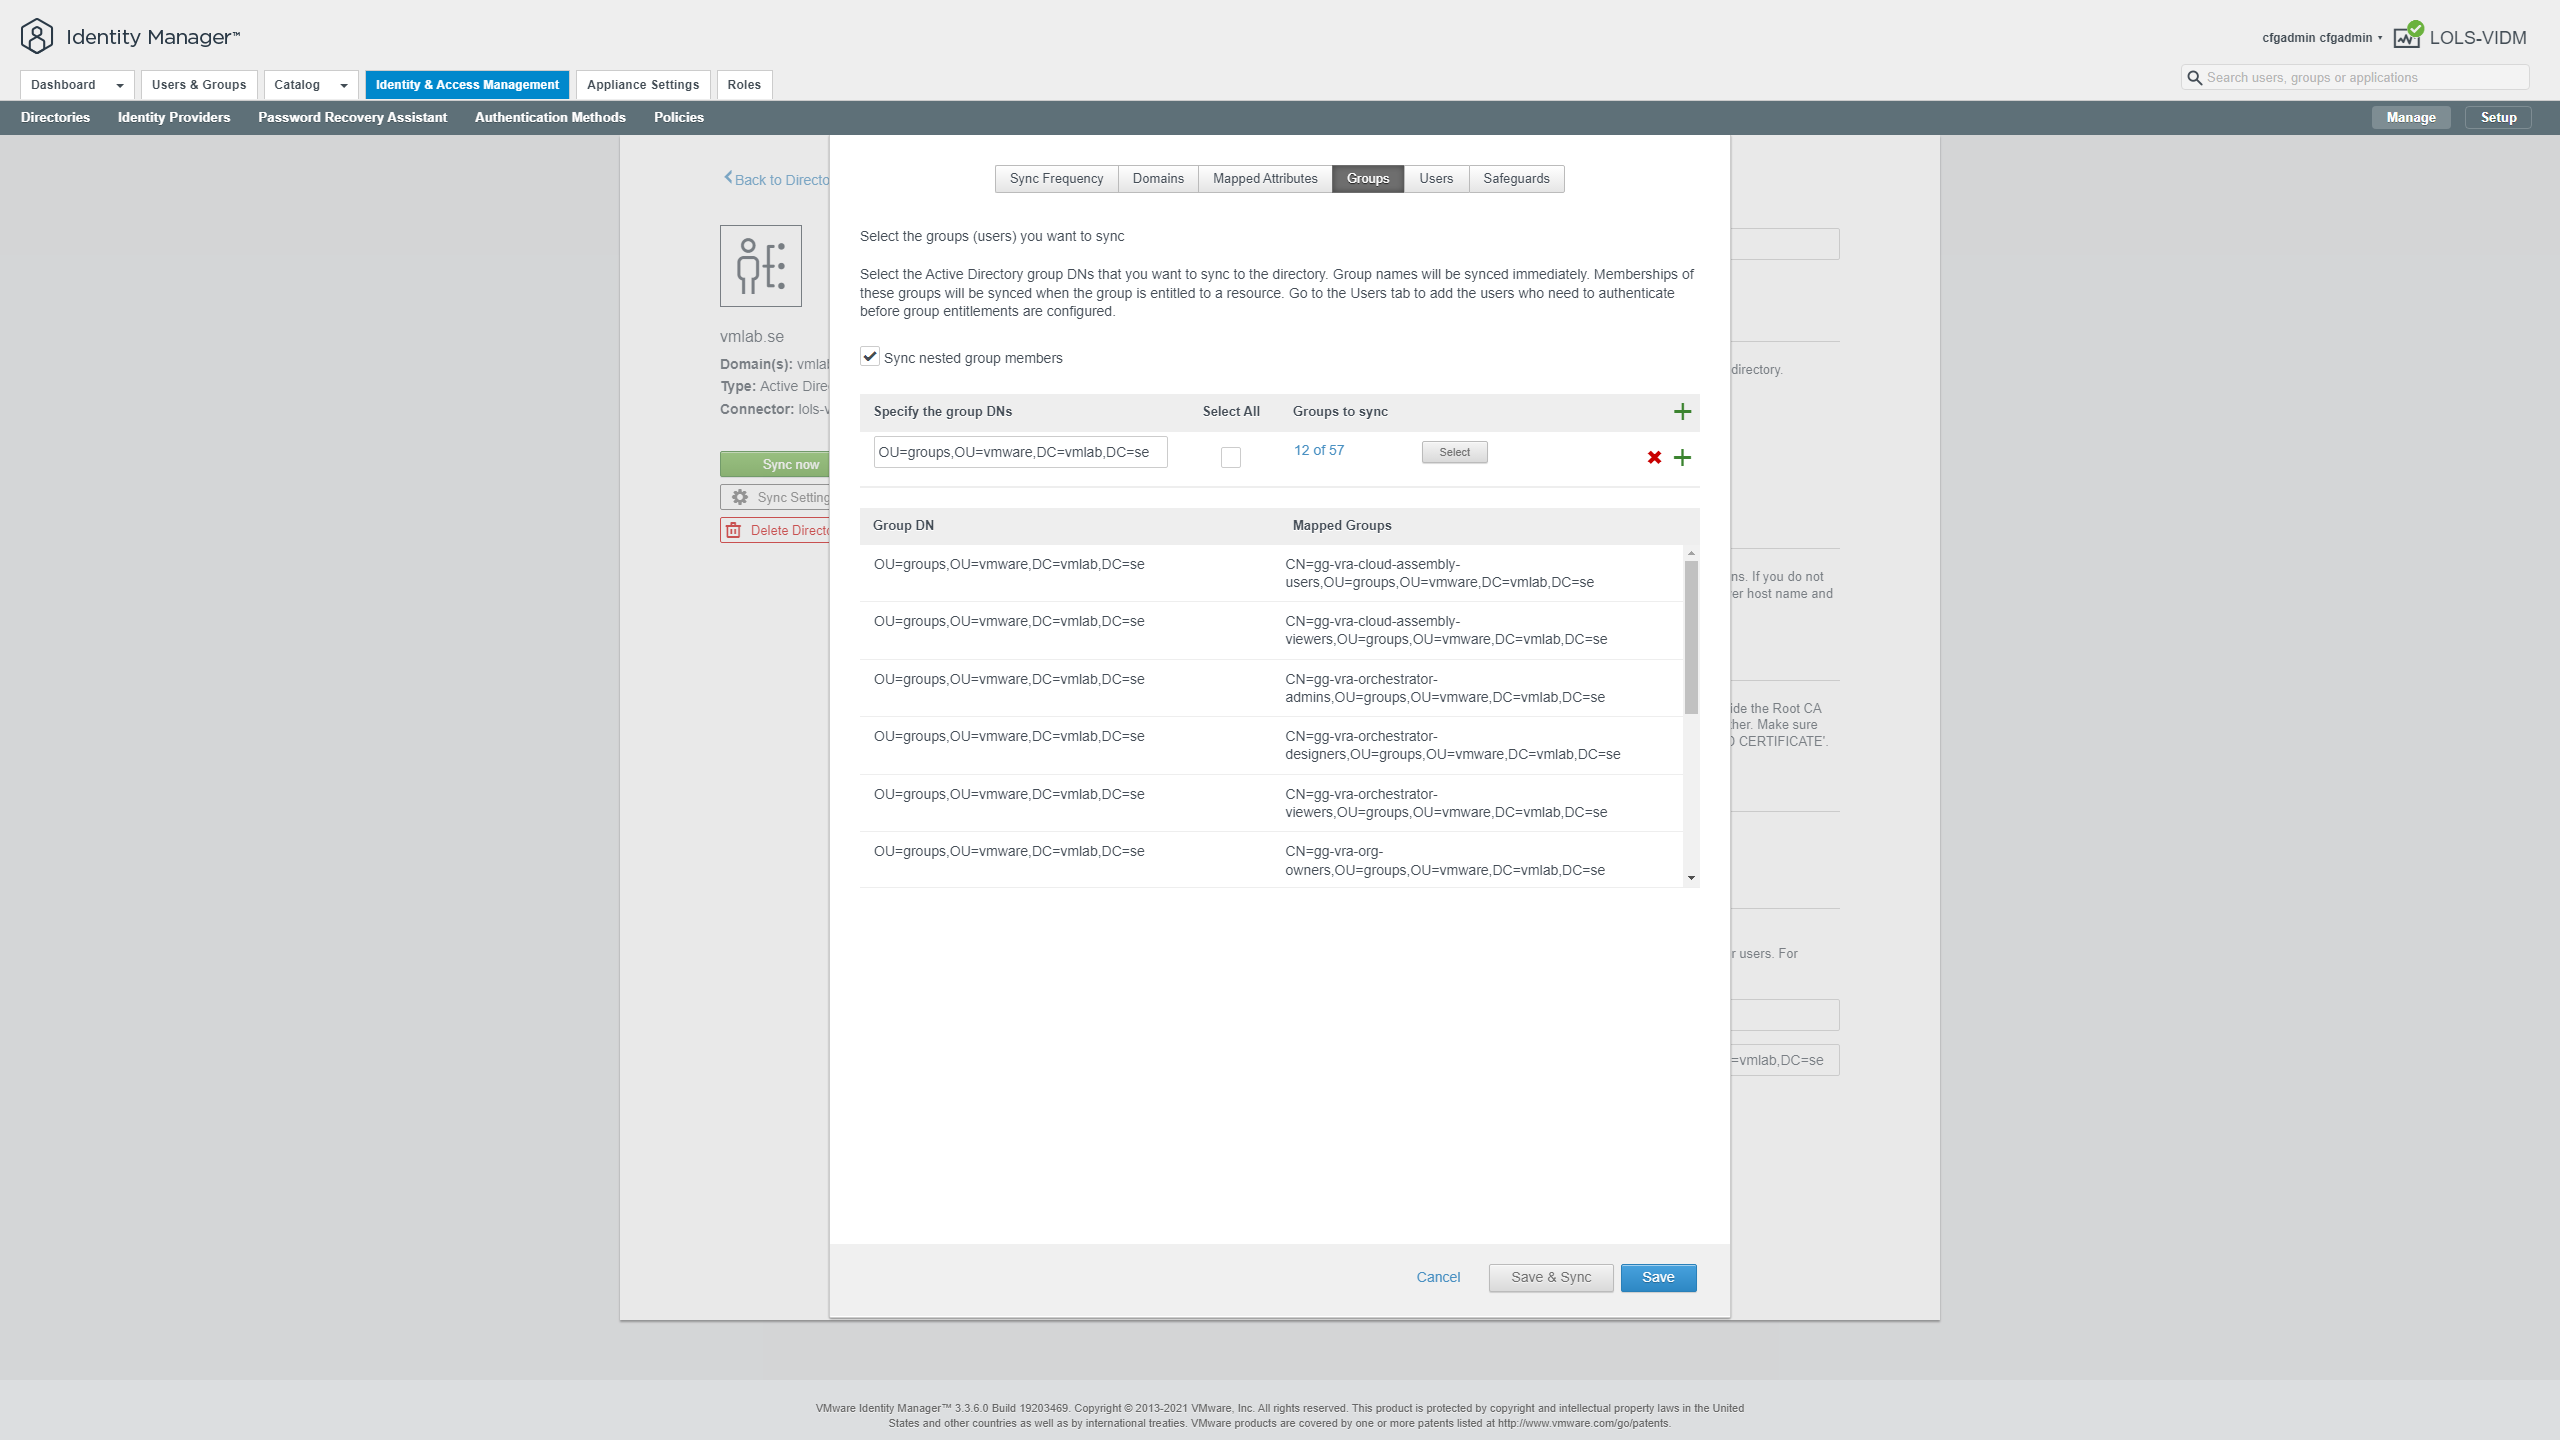 Identity Manager™
cfgadmin cfgadmin
LOLS-VIDM
Dashboard
Users & Groups
Catalog
Identity & Access Management
Appliance Settings
Roles
Search users, groups or applications
Directories
Identity Providers
Password Recovery Assistant
Authentication Methods
Policies
Manage
Setup
Back to Directo
vmlab.se
Domain(s): vmlab
Type: Active Dire
Connector: lols-v
Sync now
Sync Setting
Delete Directo
Sync Frequency
Domains
Mapped Attributes
Groups
Users
Safeguards
Select the groups (users) you want to sync
Select the Active Directory group DNs that you want to sync to the directory. Group names will be synced immediately. Memberships of
these groups will be synced when the group is entitled to a resource. Go to the Users tab to add the users who need to authenticate
before group entitlements are configured.
Sync nested group members
Specify the group DNs
Select All
Groups to sync
OU=groups,OU=vmware,DC=vmlab,DC=se
12 of 57
Select
Group DN
Mapped Groups
OU=groups,OU=vmware,DC=vmlab,DC=se
CN=gg-vra-cloud-assembly-
users,OU=groups,OU=vmware,DC=vmlab,DC=se
OU=groups,OU=vmware,DC=vmlab,DC=se
CN=gg-vra-cloud-assembly-
viewers,OU=groups,OU=vmware,DC=vmlab,DC=se
OU=groups,OU=vmware,DC=vmlab,DC=se
CN=gg-vra-orchestrator-
admins,OU=groups,OU=vmware,DC=vmlab,DC=se
OU=groups,OU=vmware,DC=vmlab,DC=se
CN=gg-vra-orchestrator-
designers,OU=groups,OU=vmware,DC=vmlab,DC=se
OU=groups,OU=vmware,DC=vmlab,DC=se
CN=gg-vra-orchestrator-
viewers,OU=groups,OU=vmware,DC=vmlab,DC=se
OU=groups,OU=vmware,DC=vmlab,DC=se
CN=gg-vra-org-
owners,OU=groups,OU=vmware,DC=vmlab,DC=se
directory.
ns. If you do not
er host name and
ide the Root CA
ther. Make sure
D CERTIFICATE'.
r users. For
=vmlab,DC=se
Cancel
Save & Sync
Save
VMware Identity Manager™ 3.3.6.0 Build 19203469. Copyright © 2013-2021 VMware, Inc. All rights reserved. This product is protected by copyright and intellectual property laws in the United
States and other countries as well as by international treaties. VMware products are covered by one or more patents listed at http://www.vmware.com/go/patents.